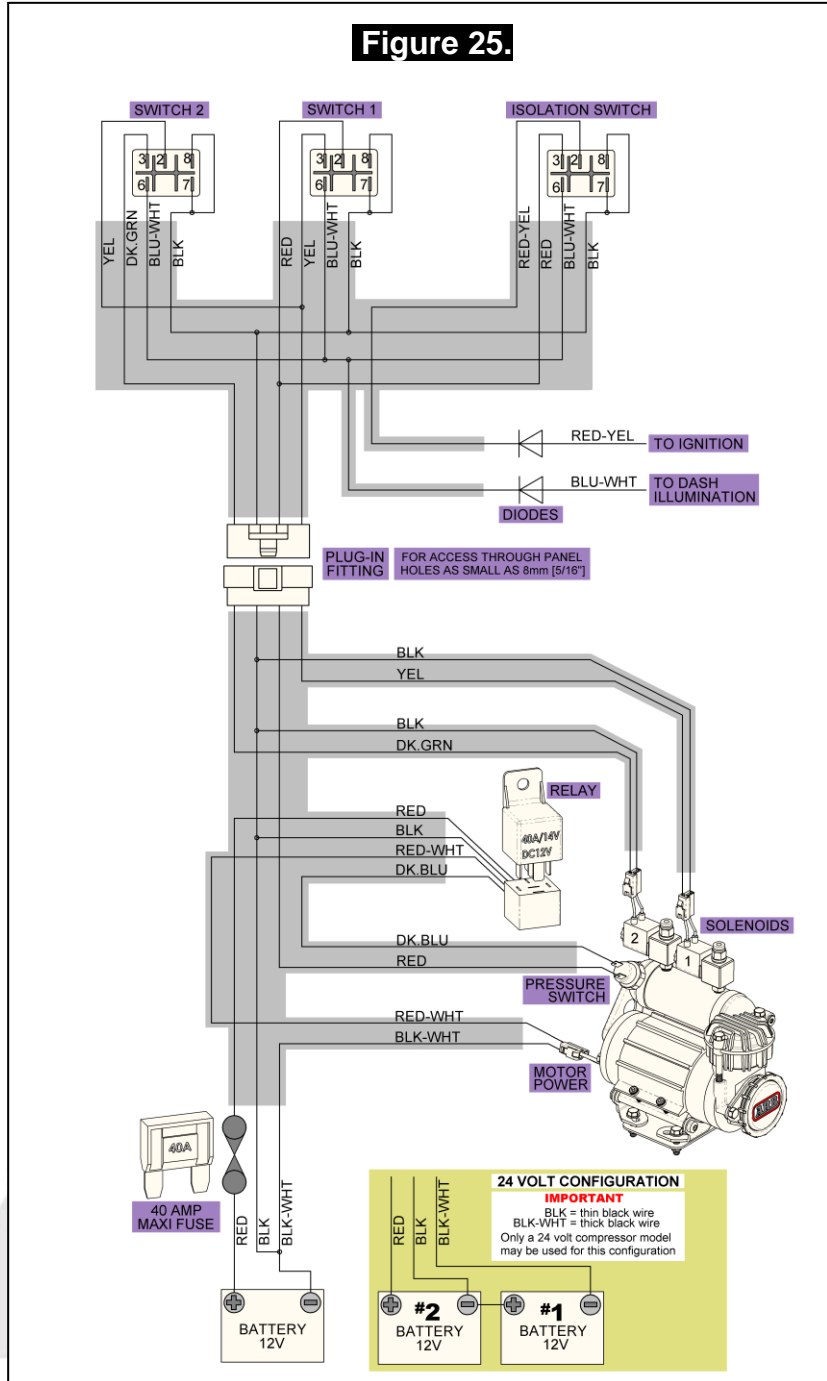 Figure 25.
SWITCH 2
SWITCH 1
ISOLATION SWITCH
3 2 8
6 7
3 2 8
6 7
3 2 8
6 7
YEL
DK.GRN
BLU-WHT
BLK
RED
YEL
BLU-WHT
BLK
RED-YEL
RED
BLU-WHT
BLK
RED-YEL
TO IGNITION
BLU-WHT
TO DASH
ILLUMINATION
DIODES
PLUG-IN
FITTING
FOR ACCESS THROUGH PANEL
HOLES AS SMALL AS 8mm [5/16"]
BLK
YEL
BLK
DK.GRN
RED
BLK
RED-WHT
DK.BLU
RELAY
40A/14V
DC12V
DK.BLU
RED
2
1
SOLENOIDS
PRESSURE
SWITCH
RED-WHT
BLK-WHT
MOTOR
POWER
ARB
40A
40 AMP
MAXI FUSE
RED
BLK
BLK-WHT
BATTERY
12V
24 VOLT CONFIGURATION
IMPORTANT
BLK = thin black wire
BLK-WHT = thick black wire
Only a 24 volt compressor model
may be used for this configuration
RED
BLK
BLK-WHT
#2
BATTERY
12V
#1
BATTERY
12V